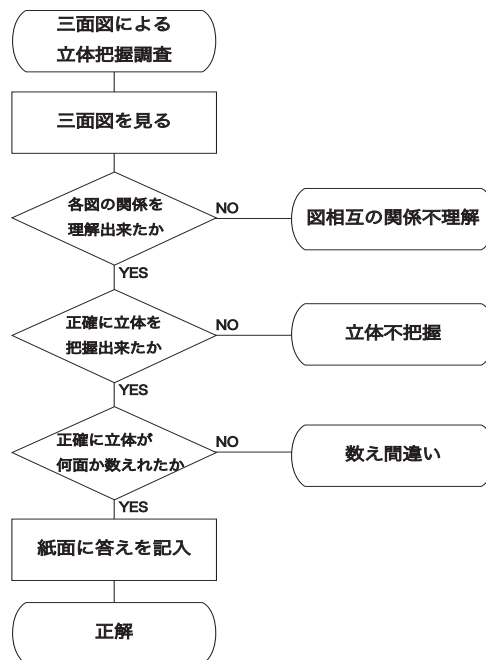 三面図による
立体把握調査
三面図を見る
各図の関係を
理解出来たか
NO
図相互の関係不理解
YES
正確に立体を
把握出来たか
NO
立体不把握
YES
正確に立体が
何面か数えれたか
NO
数え間違い
YES
紙面に答えを記入
正解